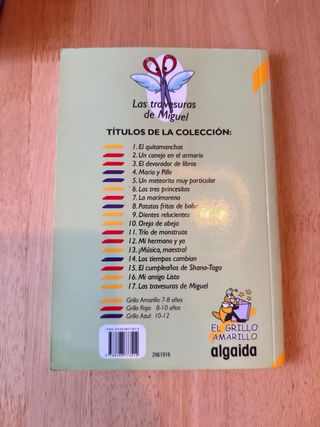 Las travesuras
de Miguel
TÍTULOS DE LA COLECCIÓN:
1. El quitamanchas
2. Un conejo en el armario
3. El devorador de libros
4. Mario y Pillo
5. Un meteorito muy particular
6. Las tres princesitas
7. La marimorena
8. Patatas fritas de bolsa
9. Dientes relucientes
10. Oreja de abeja
11. Trío de monstruos
12. Mi hermano y yo
13. ¡Música, maestro!
14. Los tiempos cambian
15. El cumpleaños de Shana-Toga
16. Mi amigo Listo
17. Las travesuras de Miguel
Grillo Amarillo: 7-8 años
Grillo Rojo: 8-10 años
Grillo Azul: 10-12
2961916
EL GRILLO
AMARILLO
algaida